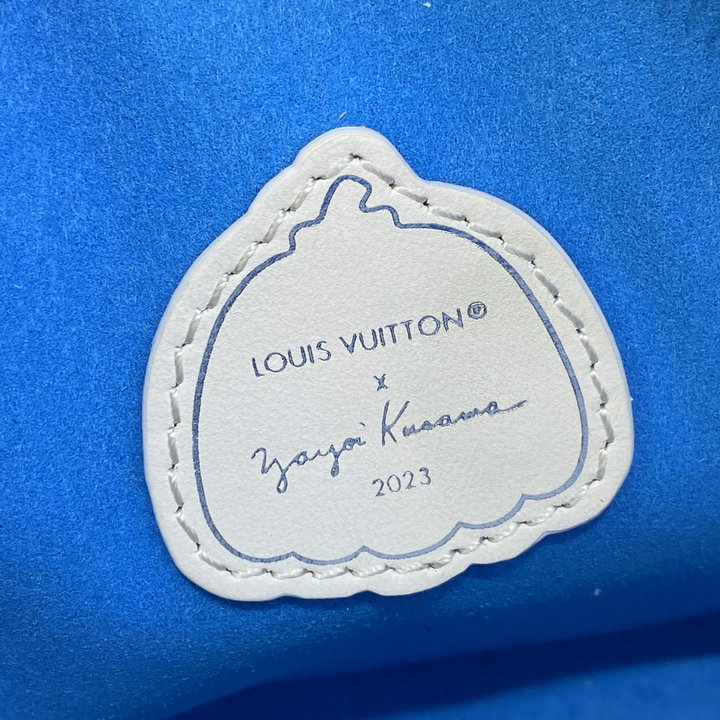 LOUIS VUITTON®
x
Yayoi Kusama
2023